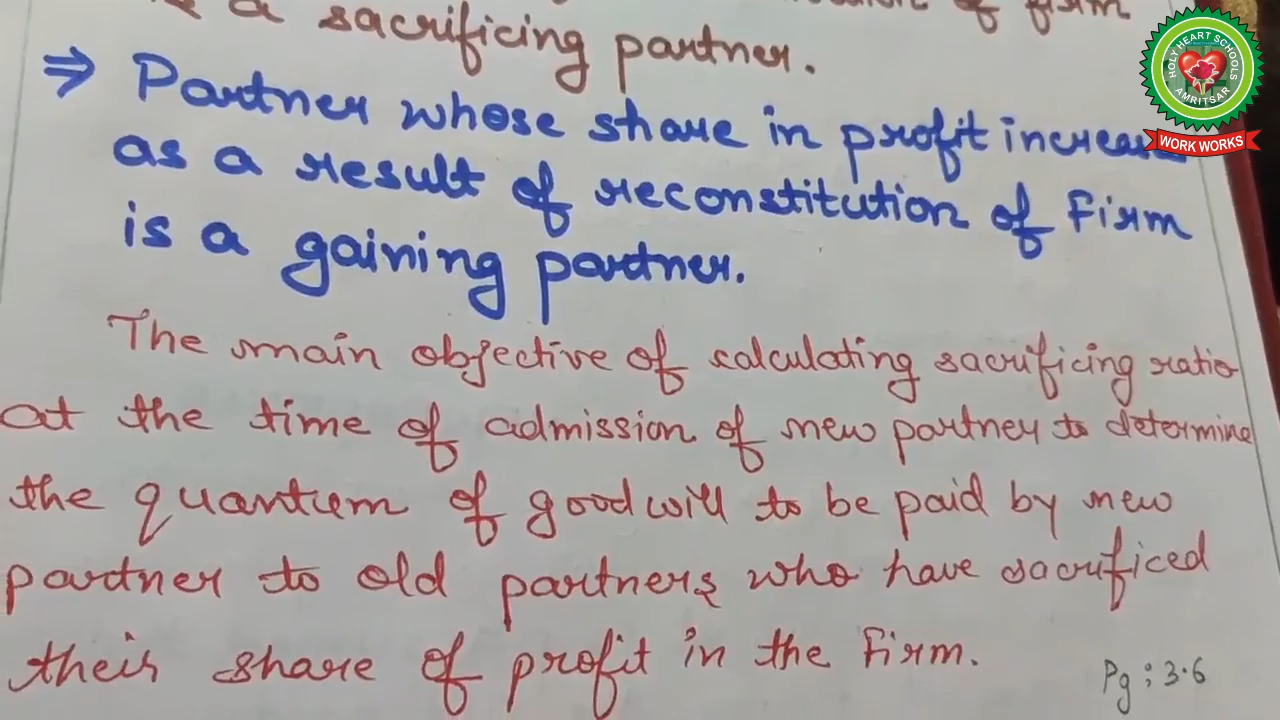 a sacrificing partner.
⇒ Partner whose share in profit increase
as a result of reconstitution of Firm
is a gaining partner.
The main objective of calculating sacrificing ratio
at the time of admission of new partner to determine
the quantum of goodwill to be paid by new
partner to old partners who have sacrificed
their share of profit in the Firm.
Pg: 3.6
HOLY HEART SCHOOLS
AMRITSAR
WORK WORKS